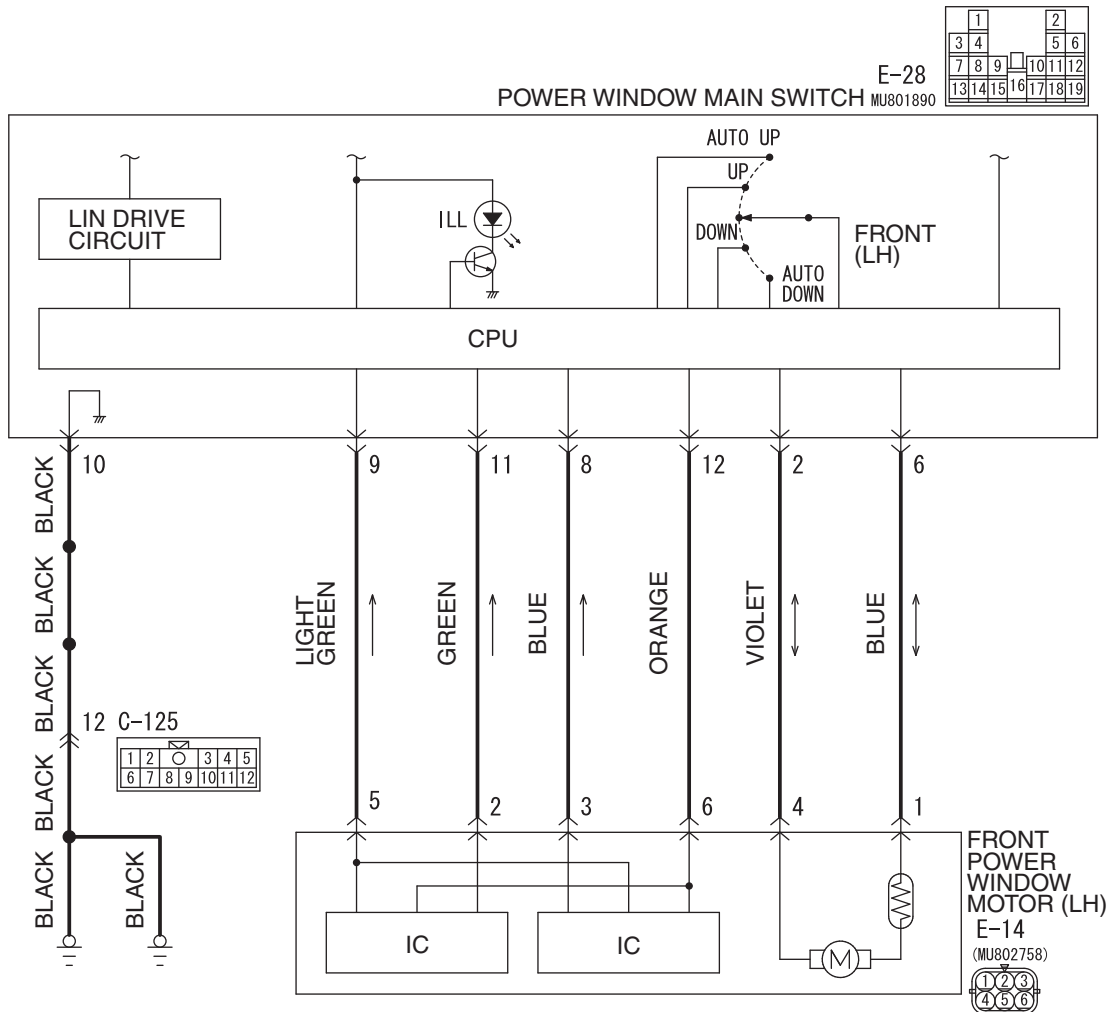 1 2
3 4 5 6
E-28
7 8 9 10 11 12
POWER WINDOW MAIN SWITCH MU801890
13 14 15 16 17 18 19
AUTO UP
UP
LIN DRIVE
CIRCUIT
ILL
DOWN
FRONT
(LH)
AUTO
DOWN
CPU
10 9 11 8 12 2 6
BLACK
BLACK
LIGHT
GREEN
GREEN
BLUE
ORANGE
VIOLET
BLUE
BLACK
12 C-125
1 2 3 4 5
6 7 8 9 10 11 12
BLACK
5 2 3 6 4 1
BLACK
BLACK
FRONT
POWER
WINDOW
MOTOR (LH)
IC
IC
M
E-14
(MU802758)
1 2 3
4 5 6